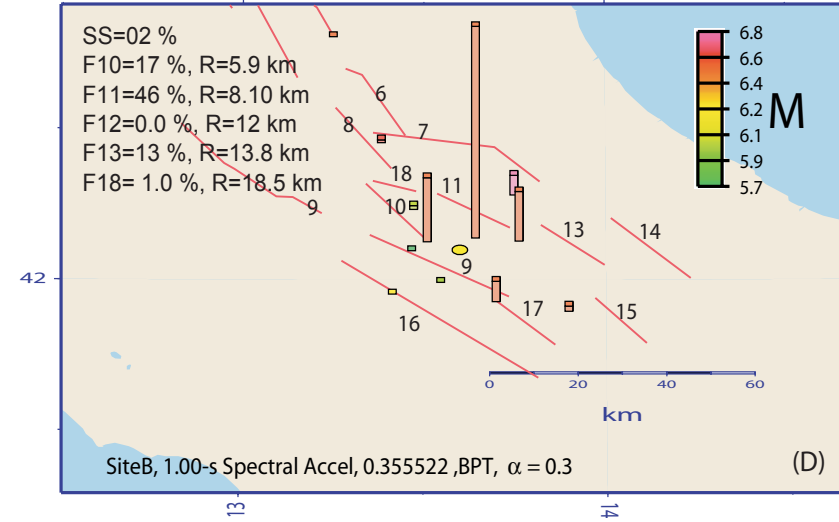 SS=02 %
F10=17 %, R=5.9 km
F11=46 %, R=8.10 km
F12=0.0 %, R=12 km
F13=13 %, R=13.8 km
F18= 1.0 %, R=18.5 km
6.8
6.6
6.4
6.2
6.1
5.9
5.7
M
6
8
7
18
11
10
9
13
14
9
42
16
17
15
0 20 40 60
km
SiteB, 1.00-s Spectral Accel, 0.355522 ,BPT, α = 0.3
(D)
13
14